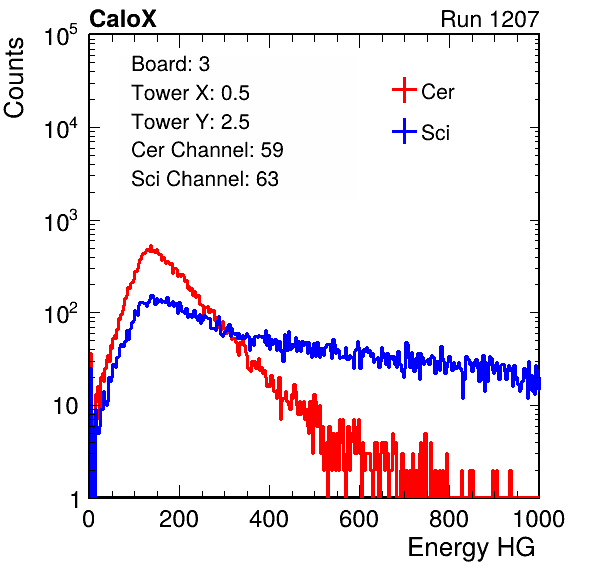 CaloX Run 1207
Counts
Board: 3
Tower X: 0.5
Tower Y: 2.5
Cer Channel: 59
Sci Channel: 63
Cer
Sci
10^5
10^4
10^3
10^2
10
1
0 200 400 600 800 1000
Energy HG